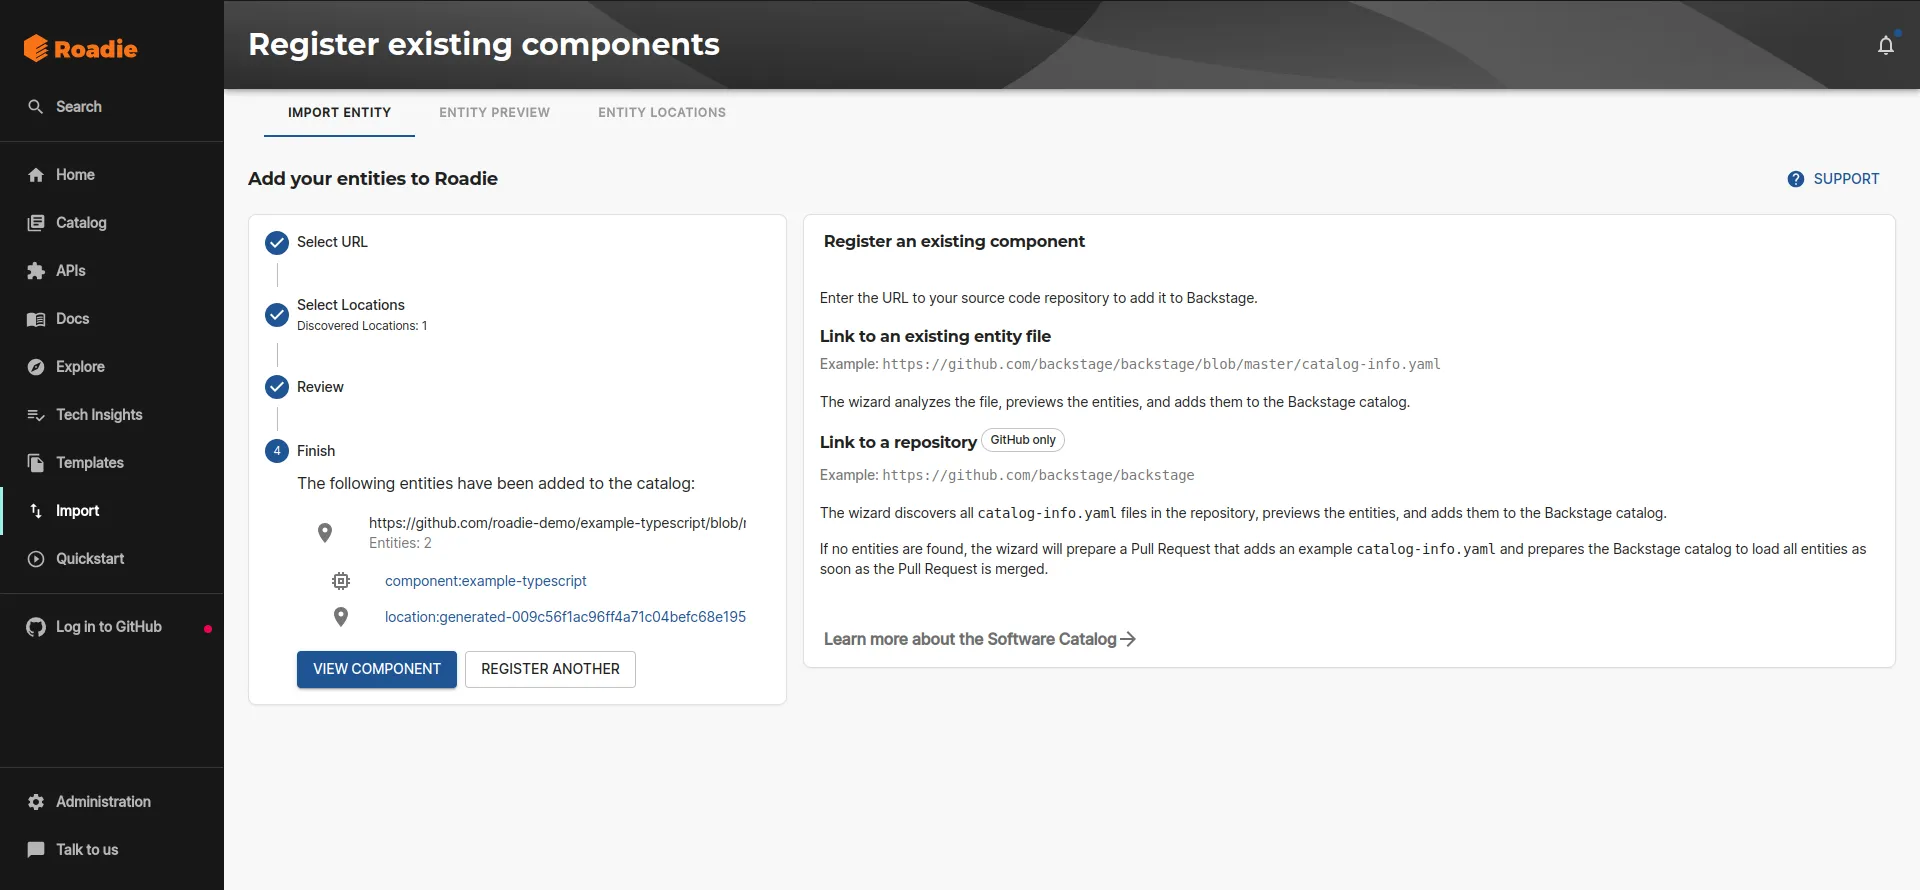 Roadie
Search
Home
Catalog
APIs
Docs
Explore
Tech Insights
Templates
Import
Quickstart
Log in to GitHub
Administration
Talk to us
Register existing components
IMPORT ENTITY
ENTITY PREVIEW
ENTITY LOCATIONS
Add your entities to Roadie
SUPPORT
Select URL
Select Locations
Discovered Locations: 1
Review
4 Finish
The following entities have been added to the catalog:
https://github.com/roadie-demo/example-typescript/blob/
Entities: 2
component:example-typescript
location:generated-009c56f1ac96ff4a71c04befc68e195
VIEW COMPONENT
REGISTER ANOTHER
Register an existing component
Enter the URL to your source code repository to add it to Backstage.
Link to an existing entity file
Example: https://github.com/backstage/backstage/blob/master/catalog-info.yaml
The wizard analyzes the file, previews the entities, and adds them to the Backstage catalog.
Link to a repository GitHub only
Example: https://github.com/backstage/backstage
The wizard discovers all catalog-info.yaml files in the repository, previews the entities, and adds them to the Backstage catalog.
If no entities are found, the wizard will prepare a Pull Request that adds an example catalog-info.yaml and prepares the Backstage catalog to load all entities as
soon as the Pull Request is merged.
Learn more about the Software Catalog